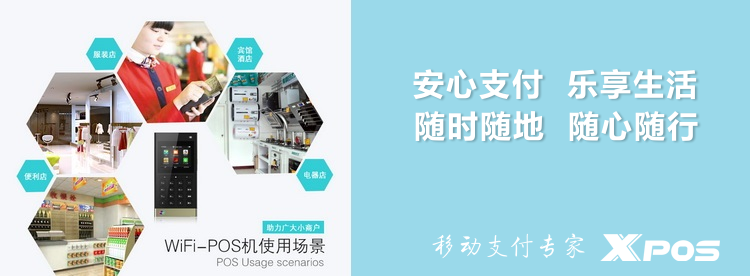 服装店
宾馆
酒店
便利店
电器店
助力广大小商户
WiFi-POS机使用场景
POS Usage scenarios
安心支付 乐享生活
随时随地 随心随行
移动支付专家 XPOS